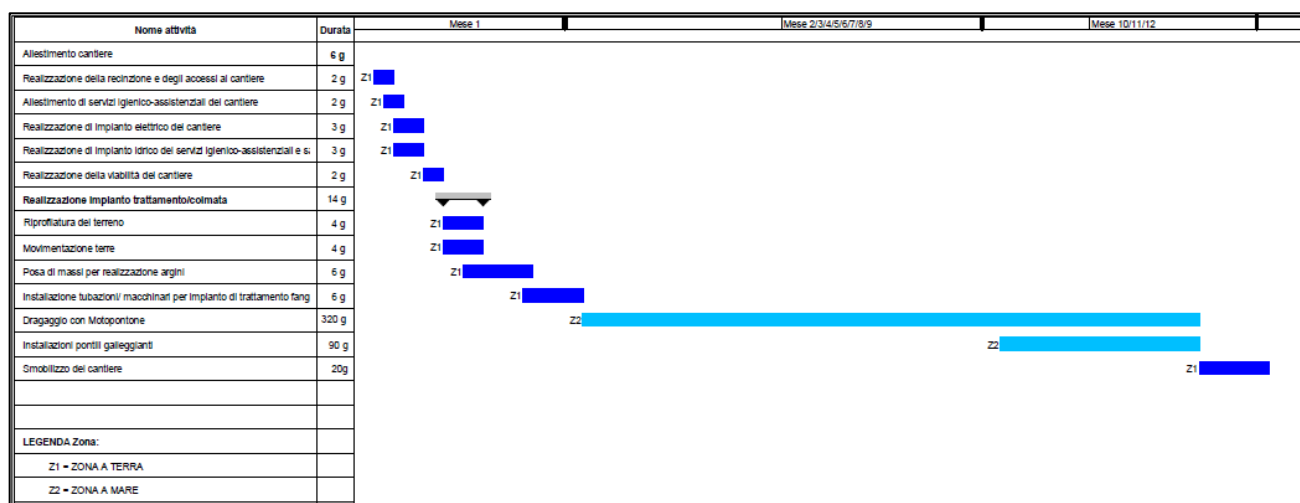 Nome attività Durata Mese 1 Mese 2/3/4/5/6/7/8/9 Mese 10/11/12
Allestimento cantiere 6 g
Realizzazione della recinzione e degli accessi al cantiere 2 g Z1
Allestimento di servizi igienico-assistenziali del cantiere 2 g Z1
Realizzazione di impianto elettrico del cantiere 3 g Z1
Realizzazione di impianto idrico dei servizi igienico-assistenziali e sa 3 g Z1
Realizzazione della viabilità del cantiere 2 g Z1
Realizzazione impianto trattamento/colmata 14 g
Riprofilatura del terreno 4 g Z1
Movimentazione terre 4 g Z1
Posa di massi per realizzazione argini 6 g Z1
Installazione tubazioni/ macchinari per impianto di trattamento fang 6 g Z1
Dragaggio con Motopontone 320 g Z2
Installazioni pontili galleggianti 90 g Z2
Smobilizzo del cantiere 20g Z1
LEGENDA Zona:
Z1 = ZONA A TERRA
Z2 = ZONA A MARE